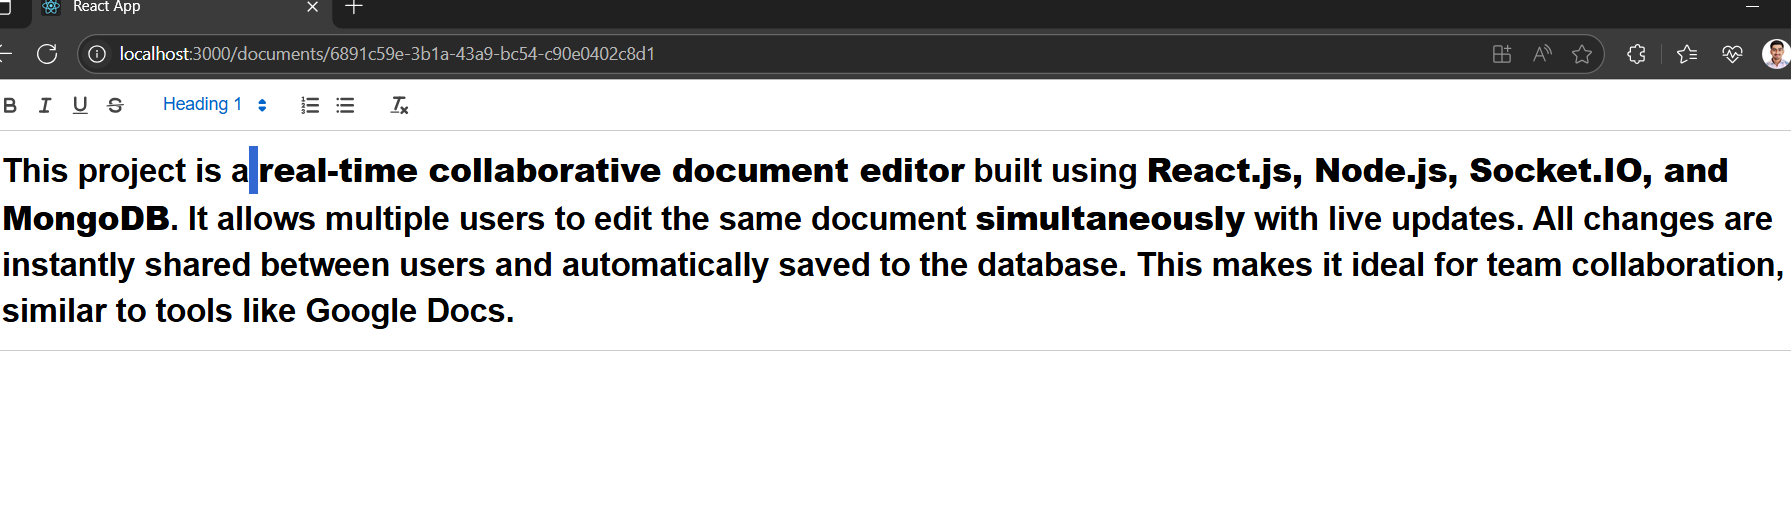 React App
localhost:3000/documents/6891c59e-3b1a-43a9-bc54-c90e0402c8d1
B I U S Heading 1
This project is a real-time collaborative document editor built using React.js, Node.js, Socket.IO, and
MongoDB. It allows multiple users to edit the same document simultaneously with live updates. All changes are
instantly shared between users and automatically saved to the database. This makes it ideal for team collaboration,
similar to tools like Google Docs.